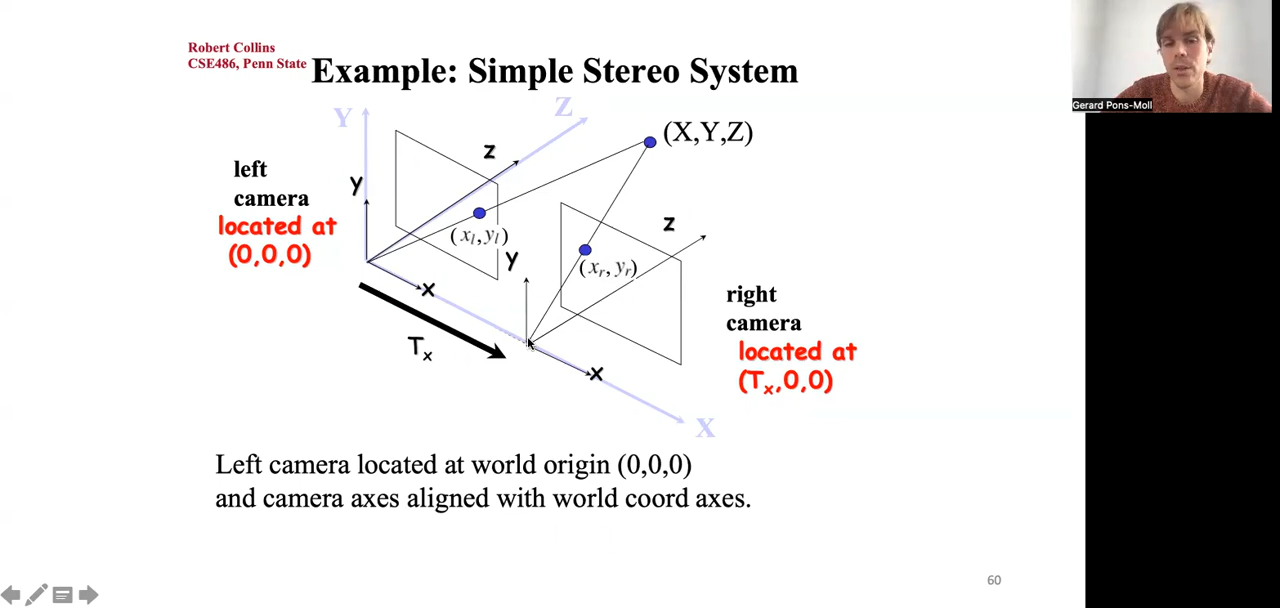 Robert Collins
CSE486, Penn State
Example: Simple Stereo System
Gerard Pons-Moll
Y
Z
(X,Y,Z)
left
camera
located at
(0,0,0)
z
y
(xl, yl)
x
Tx
y
z
(xr, yr)
x
X
right
camera
located at
(Tx,0,0)
Left camera located at world origin (0,0,0)
and camera axes aligned with world coord axes.
60